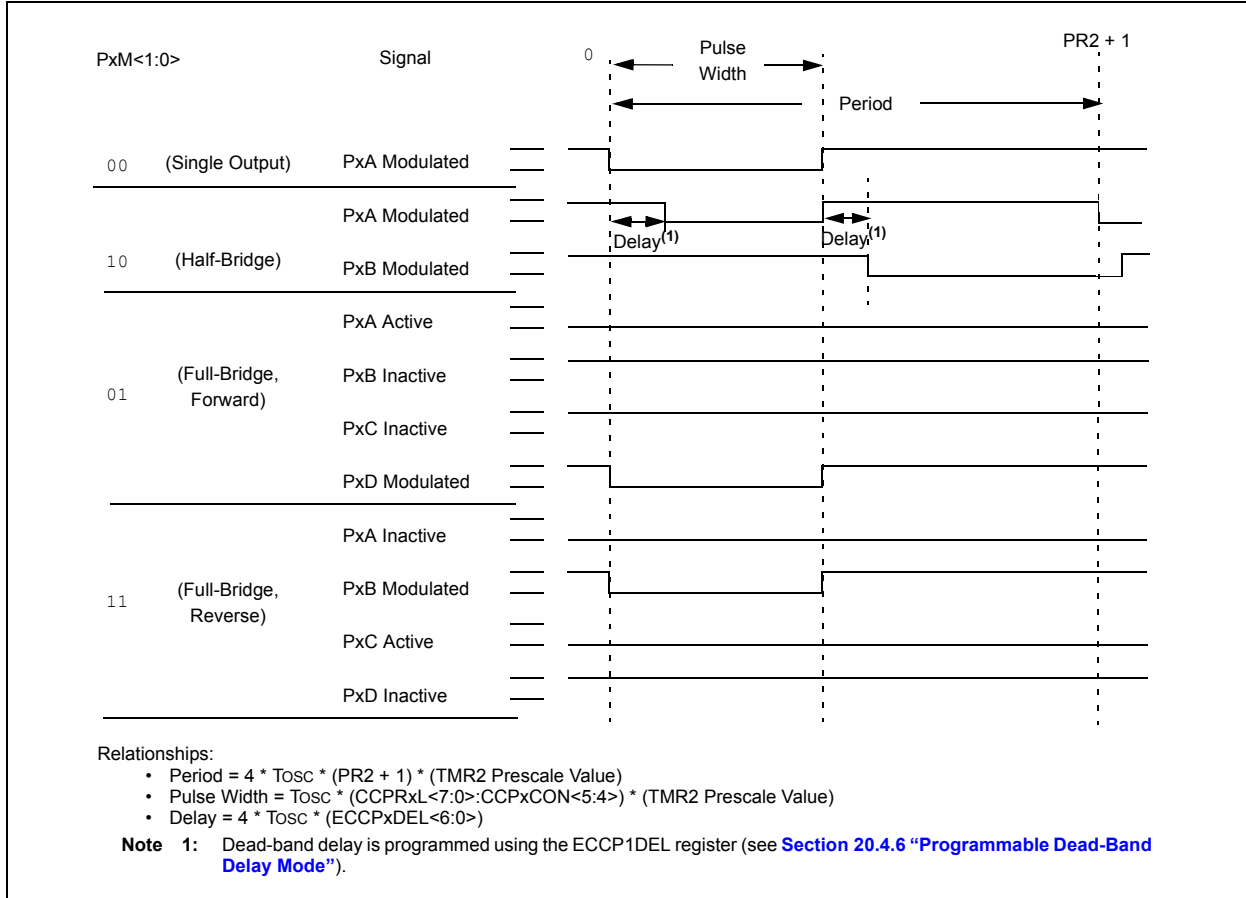 PxM<1:0> Signal 0 Pulse Width PR2 + 1
Period
00 (Single Output) PxA Modulated
PxA Modulated
Delay(1) Delay(1)
10 (Half-Bridge) PxB Modulated
PxA Active
01 (Full-Bridge, Forward) PxB Inactive
PxC Inactive
PxD Modulated
PxA Inactive
11 (Full-Bridge, Reverse) PxB Modulated
PxC Active
PxD Inactive
Relationships:
• Period = 4 * TOSC * (PR2 + 1) * (TMR2 Prescale Value)
• Pulse Width = TOSC * (CCPRxL<7:0>:CCPxCON<5:4>) * (TMR2 Prescale Value)
• Delay = 4 * TOSC * (ECCPxDEL<6:0>)
Note 1: Dead-band delay is programmed using the ECCP1DEL register (see Section 20.4.6 “Programmable Dead-Band
Delay Mode”).